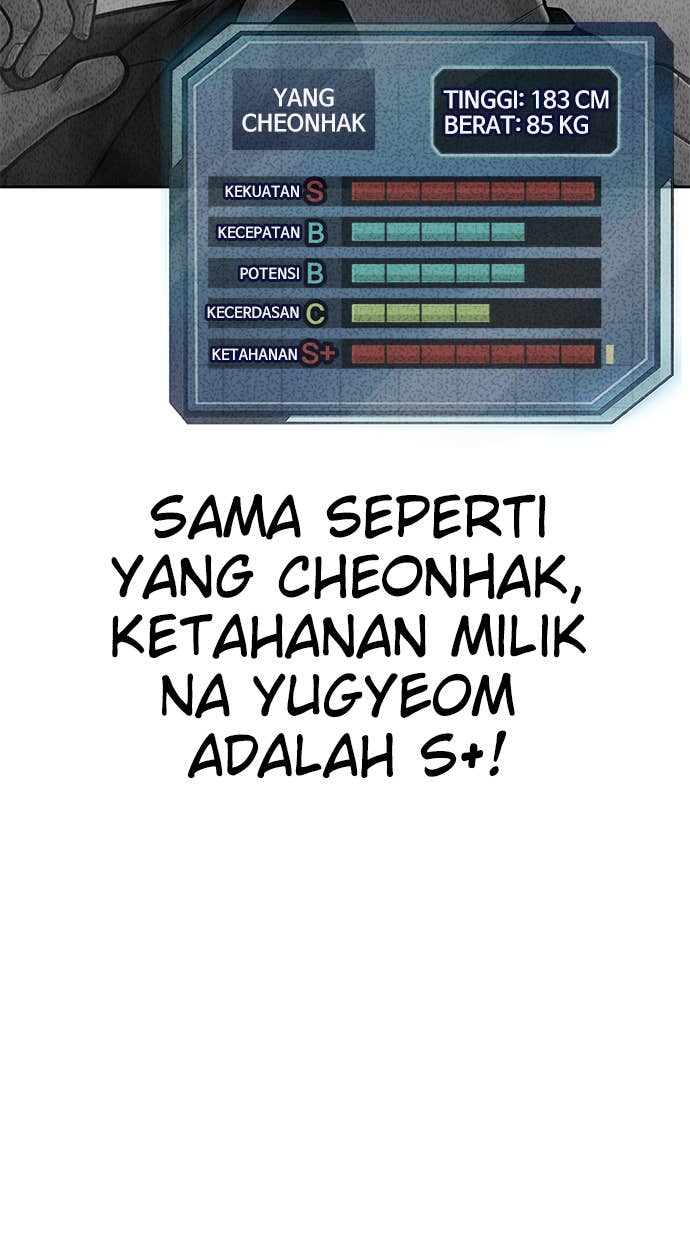 YANG
CHEONHAK
TINGGI: 183 CM
BERAT: 85 KG
KEKUATAN S
KECEPATAN B
POTENSI B
KECERDASAN C
KETAHANAN S+
SAMA SEPERTI
YANG CHEONHAK,
KETAHANAN MILIK
NA YUGYEOM
ADALAH S+!